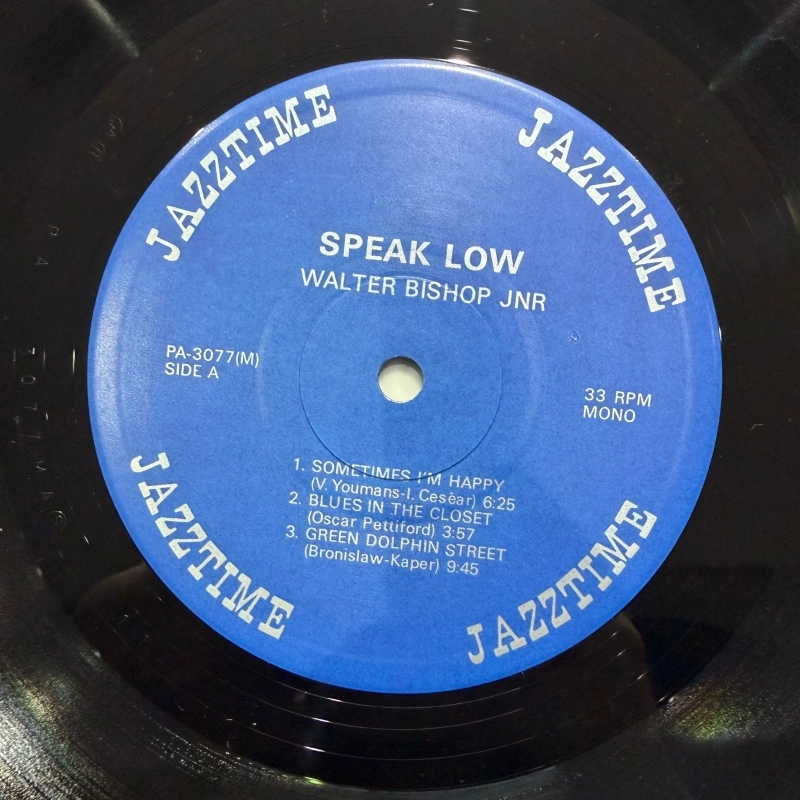 JAZZTIME
JAZZTIME
SPEAK LOW
WALTER BISHOP JNR
PA-3077(M)
SIDE A
33 RPM
MONO
1. SOMETIMES I'M HAPPY
(V. Youmans-I. Cesèar) 6:25
2. BLUES IN THE CLOSET
(Oscar Pettiford) 3:57
3. GREEN DOLPHIN STREET
(Bronislaw-Kaper) 9:45
JAZZTIME
JAZZTIME